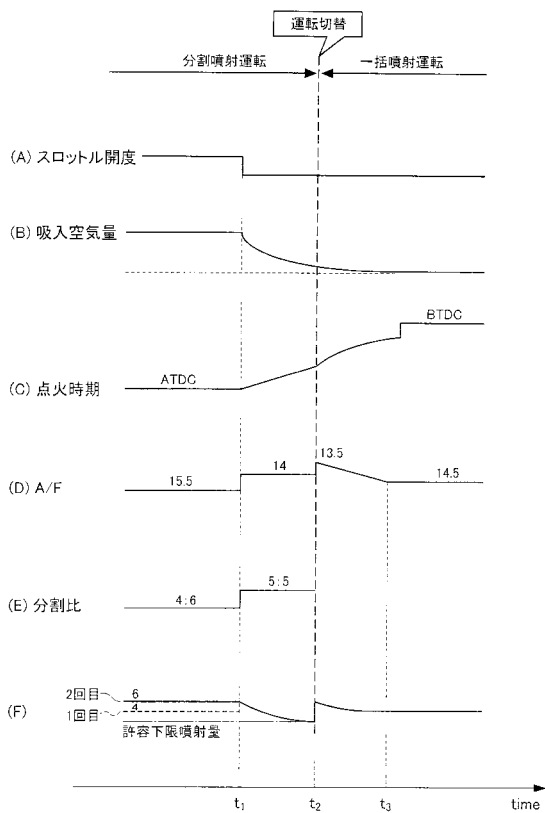 運転切替
分割噴射運転
一括噴射運転
(A) スロットル開度
(B) 吸入空気量
BTDC
ATDC
(C) 点火時期
13.5
14
14.5
15.5
(D) A/F
5:5
4:6
(E) 分割比
2回目
6
4
(F)
1回目
許容下限噴射量
t1
t2
t3
time